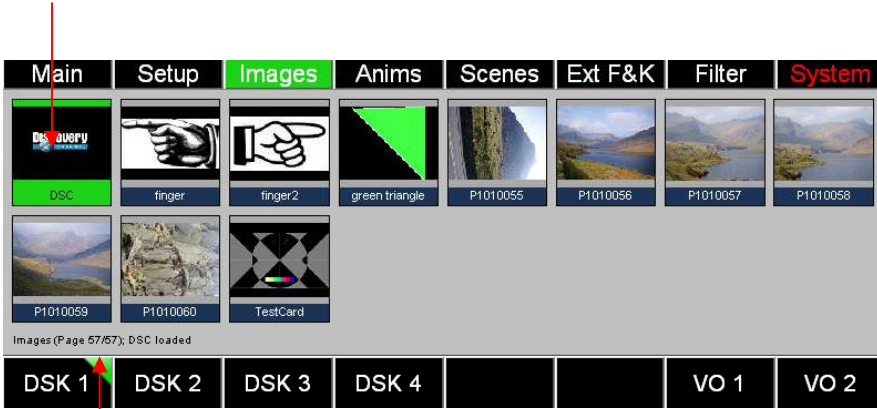 Main Setup Images Anims Scenes Ext F&K Filter System
Discovery
CHANNEL
DSC finger finger2 green triangle P1010055 P1010056 P1010057 P1010058
P1010059 P1010060 TestCard
Images (Page 57/57); DSC loaded
DSK 1 DSK 2 DSK 3 DSK 4 VO 1 VO 2